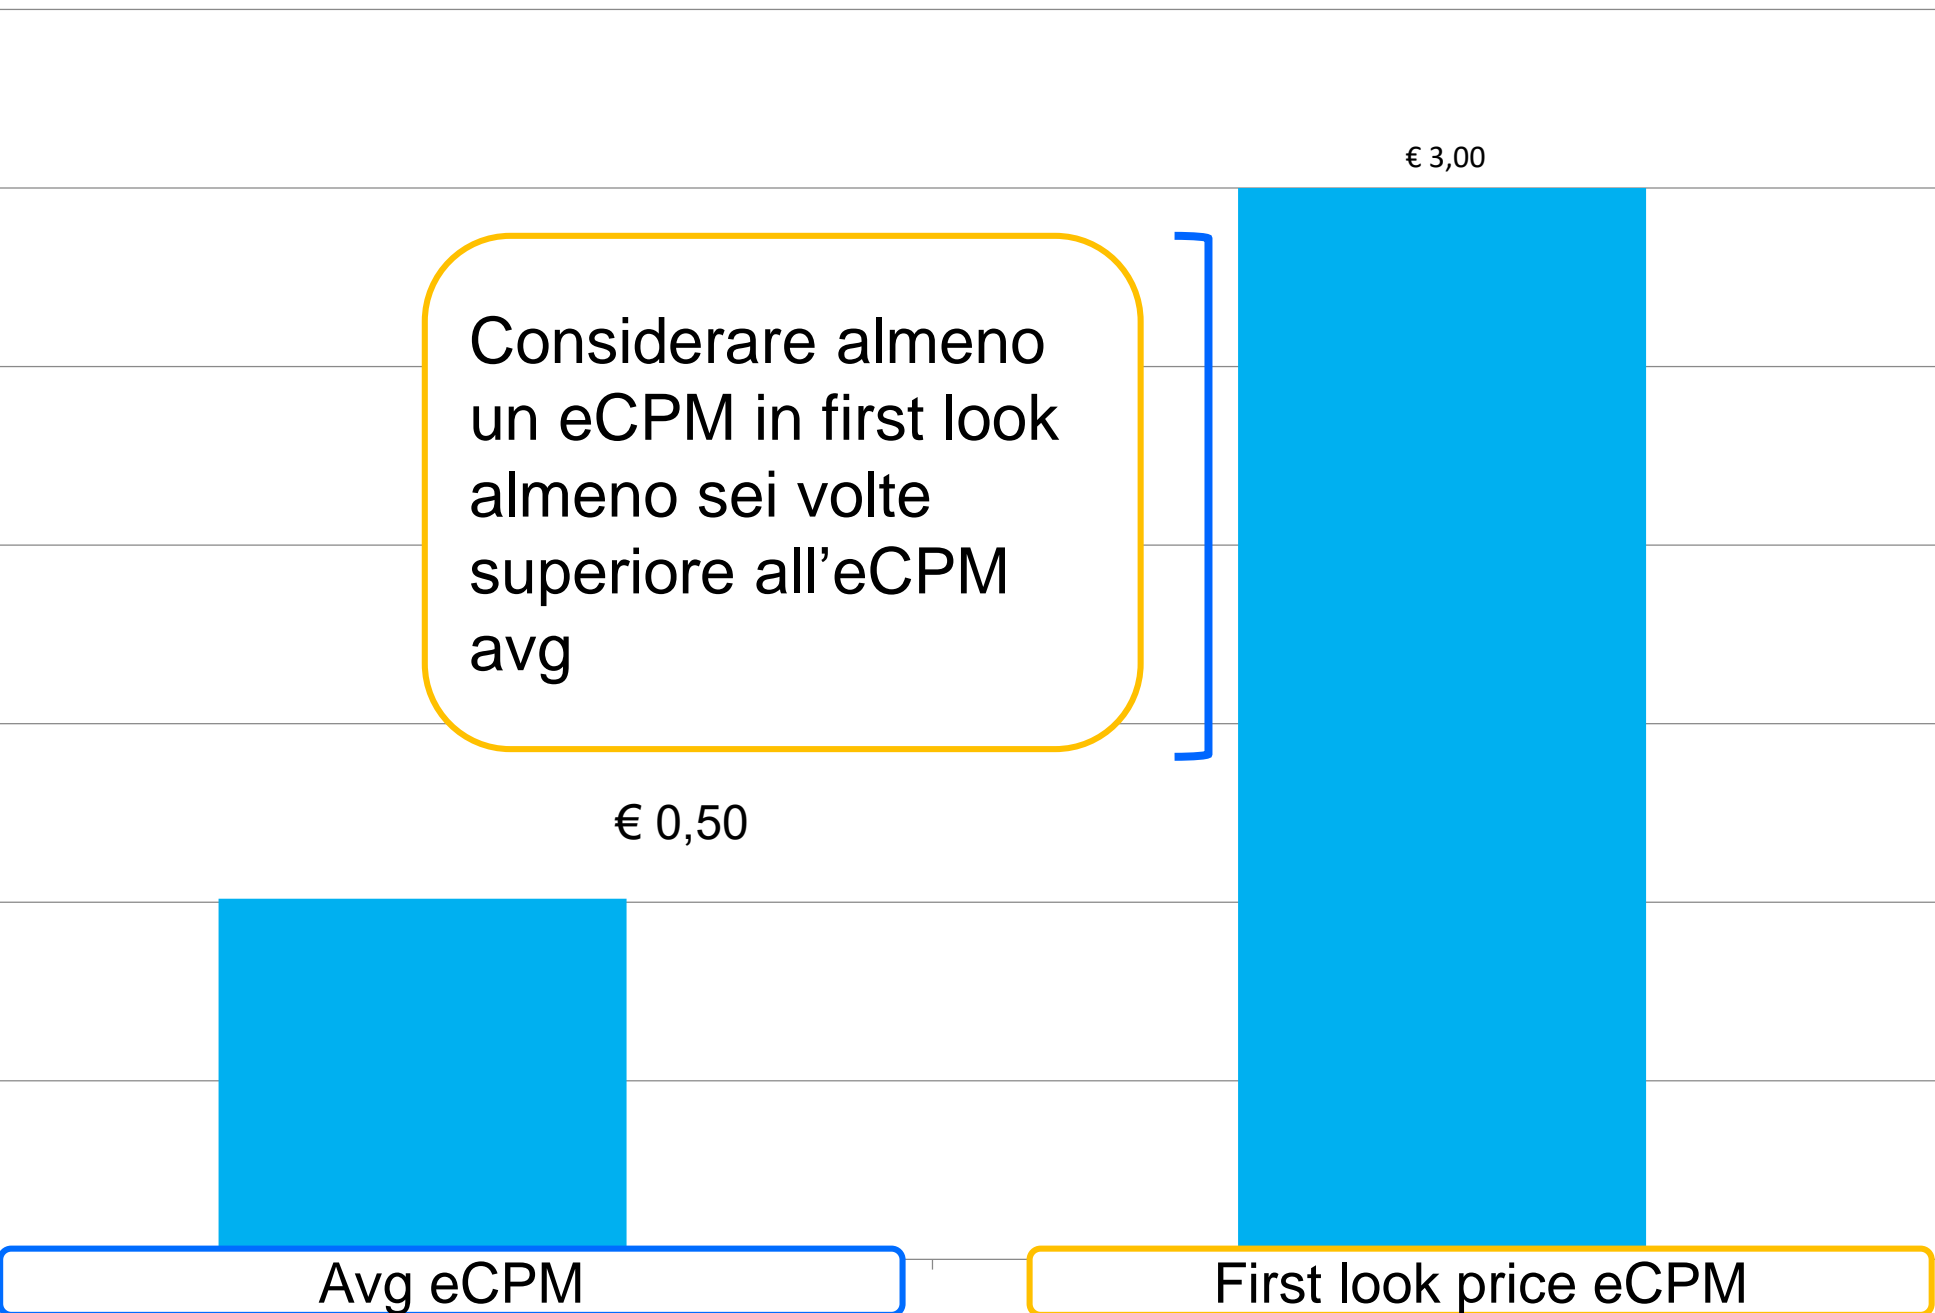 € 3,00
Considerare almeno
un eCPM in first look
almeno sei volte
superiore all’eCPM
avg
€ 0,50
Avg eCPM
First look price eCPM